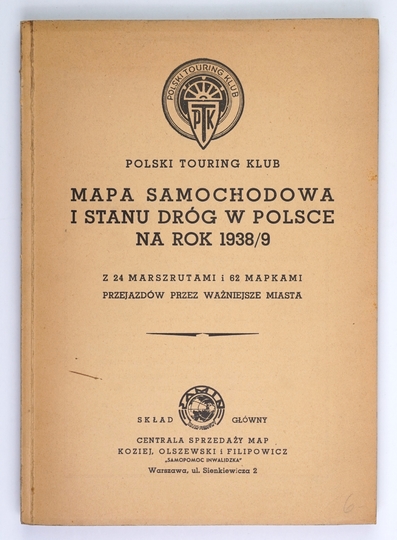 POLSKI TOURING KLUB
PTK
POLSKI TOURING KLUB
MAPA SAMOCHODOWA
I STANU DRÓG W POLSCE
NA ROK 1938/9
Z 24 MARSZRUTAMI i 62 MAPKAMI
PRZEJAZDÓW PRZEZ WAŻNIEJSZE MIASTA
SKŁAD GŁÓWNY
CENTRALA SPRZEDAŻY MAP
KOZIEJ, OLSZEWSKI i FILIPOWICZ
„SAMOPOMOC INWALIDZKA"
Warszawa, ul. Sienkiewicza 2
6